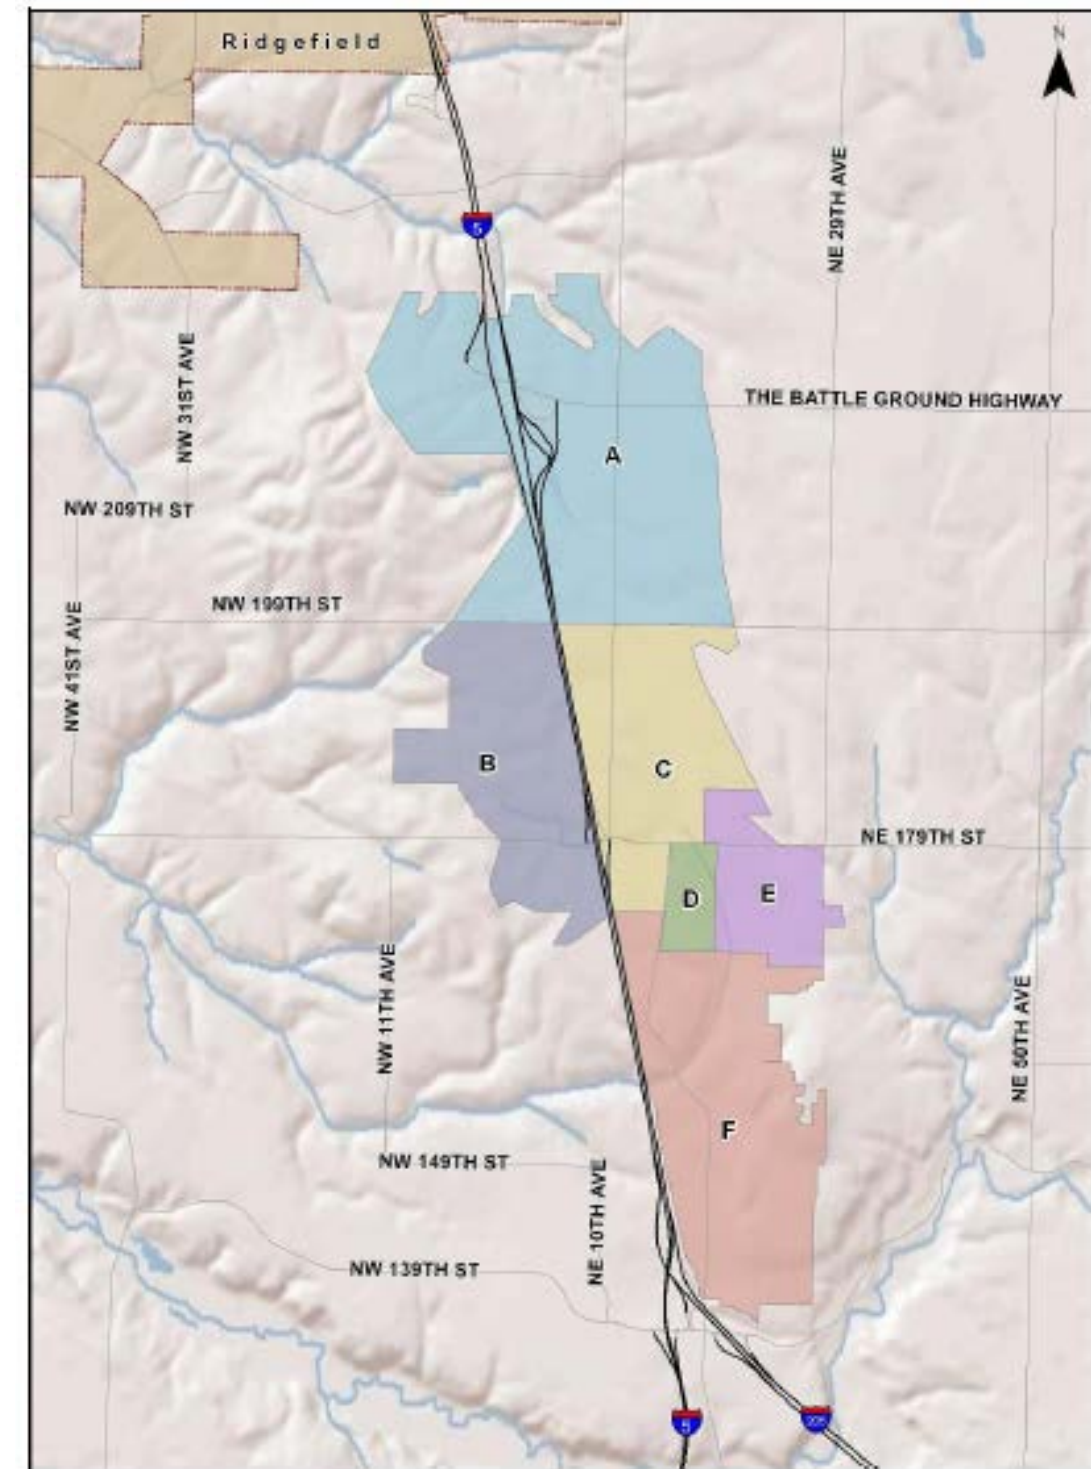 Ridgefield
N
5
NE 29TH AVE
NW 31ST AVE
THE BATTLE GROUND HIGHWAY
A
NW 209TH ST
NW 199TH ST
NW 41ST AVE
B
C
NE 179TH ST
D
E
NW 11TH AVE
NE 50TH AVE
F
NW 149TH ST
NE 10TH AVE
NW 139TH ST
5
205